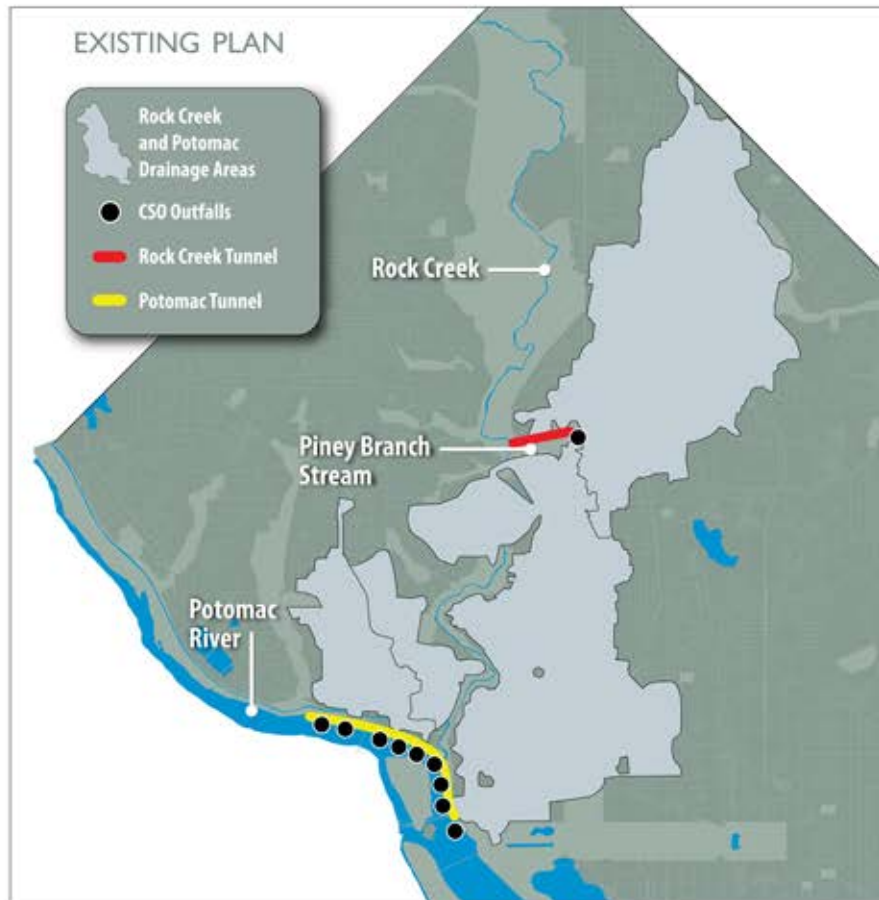 EXISTING PLAN
Rock Creek
and Potomac
Drainage Areas
CSO Outfalls
Rock Creek Tunnel
Potomac Tunnel
Rock Creek
Piney Branch
Stream
Potomac
River